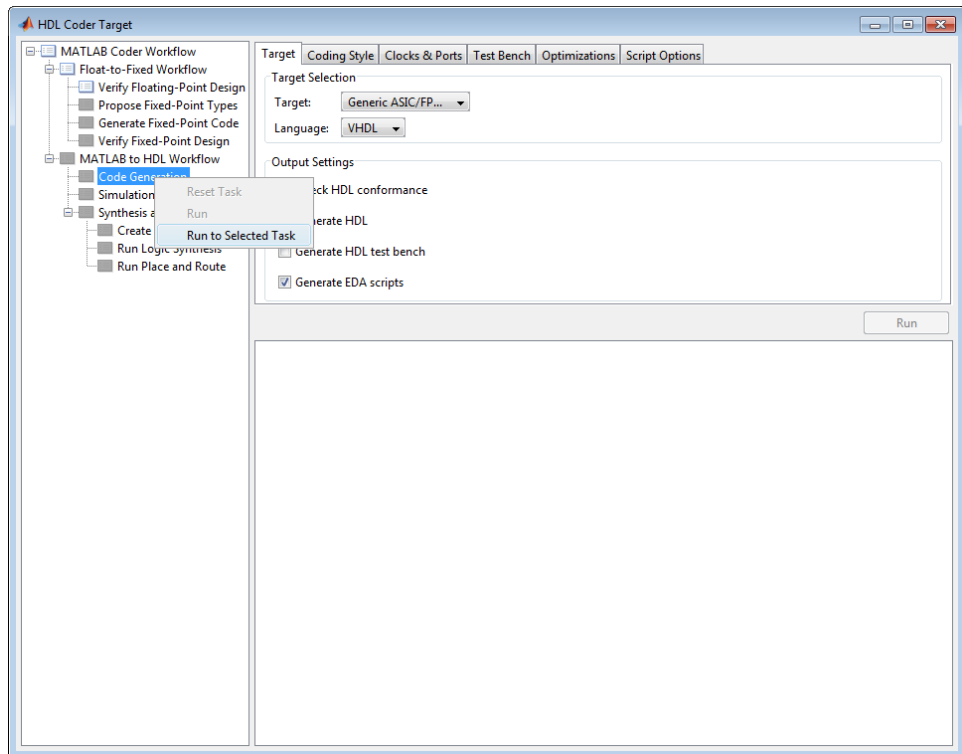 HDL Coder Target
MATLAB Coder Workflow
Float-to-Fixed Workflow
Verify Floating-Point Design
Propose Fixed-Point Types
Generate Fixed-Point Code
Verify Fixed-Point Design
MATLAB to HDL Workflow
Code Generation
Simulation
Synthesis a
Create
Run Logic Synthesis
Run Place and Route
Reset Task
Run
Run to Selected Task
Target Coding Style Clocks & Ports Test Bench Optimizations Script Options
Target Selection
Target: Generic ASIC/FP...
Language: VHDL
Output Settings
eck HDL conformance
nerate HDL
Generate HDL test bench
Generate EDA scripts
Run